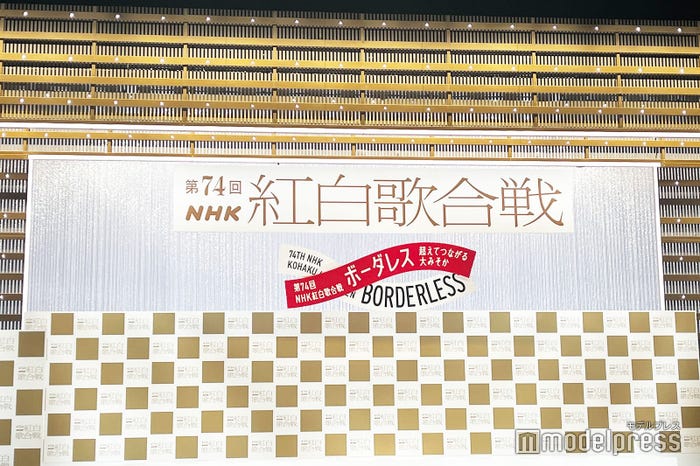 第74回
NHK 紅白歌合戦
74TH NHK
KOHAKU
第74回
NHK紅白歌合戦
ボーダレス
超えてつながる
大みそか
BORDERLESS
モデルプレス
modelpress